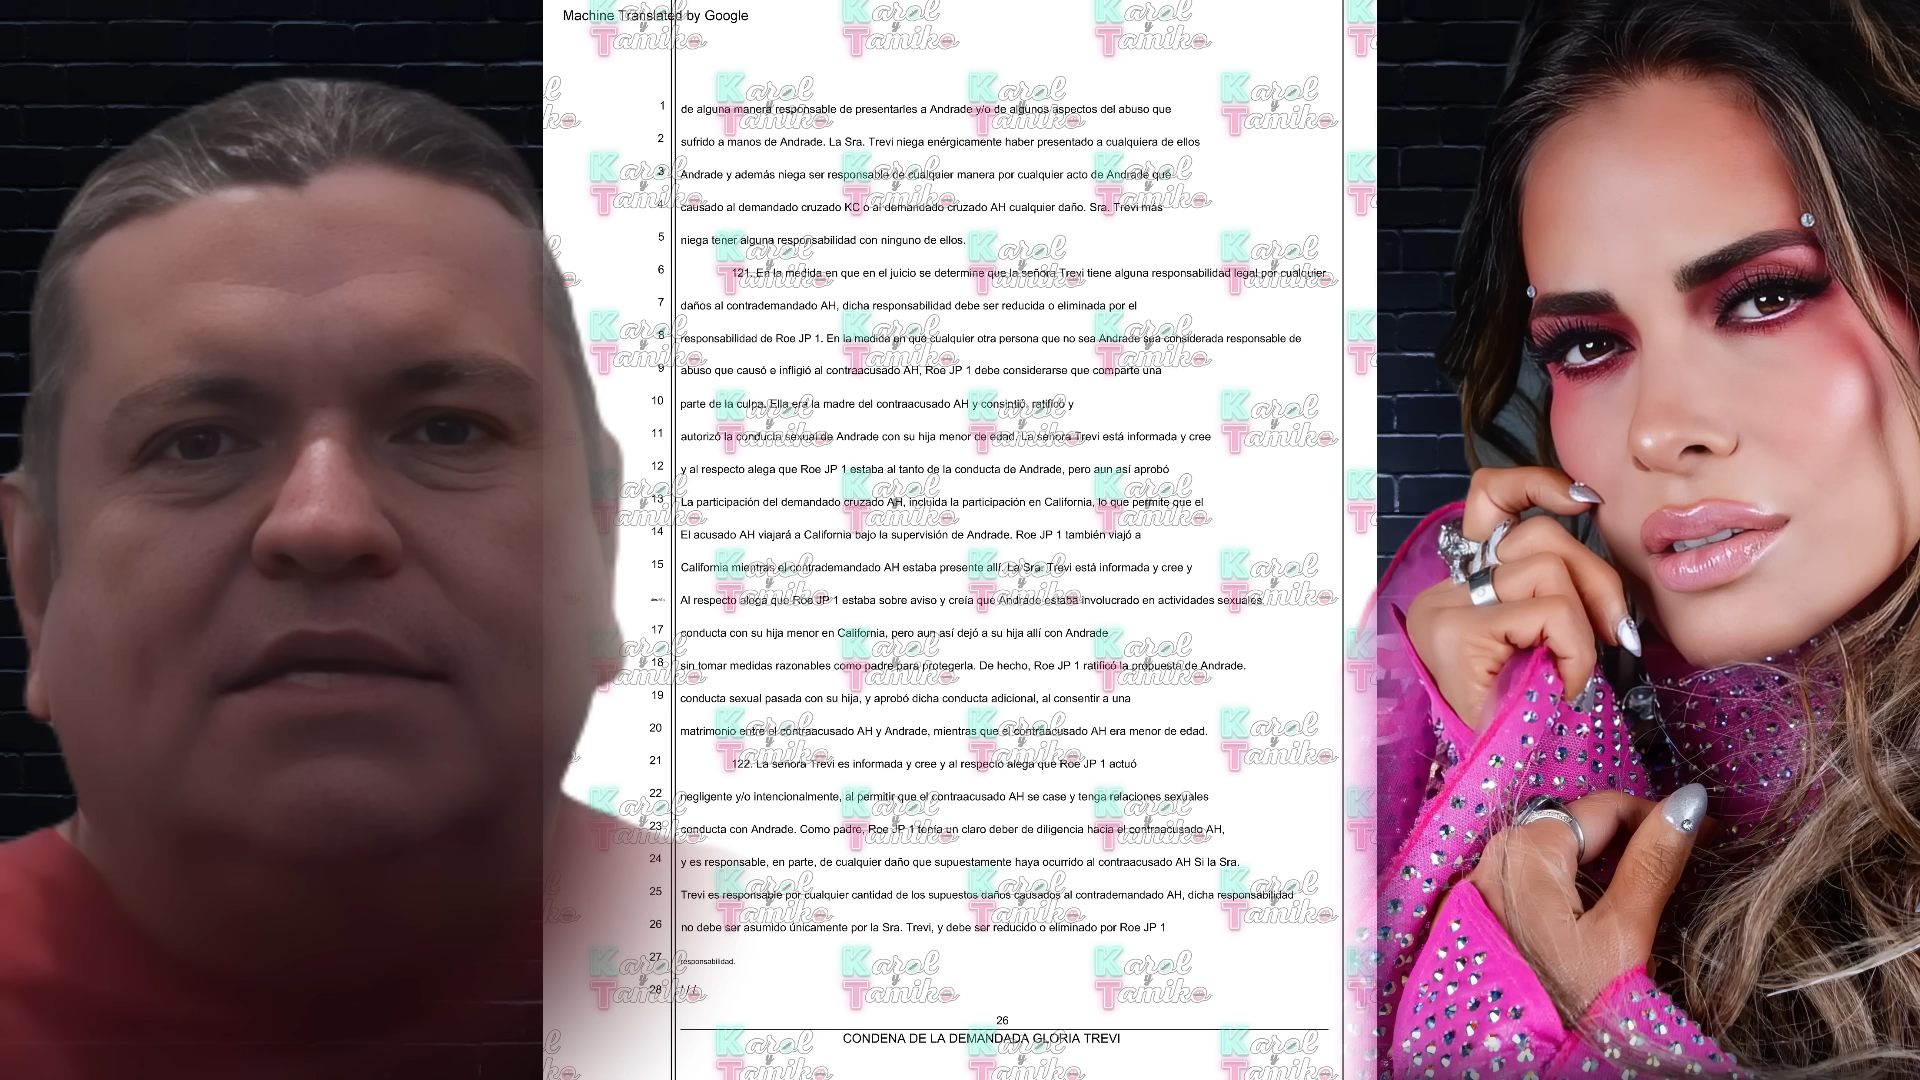 Machine Translated by Google
Karol y Tamiko
1 de alguna manera responsable de presentarles a Andrade y/o de algunos aspectos del abuso que
2 sufrido a manos de Andrade. La Sra. Trevi niega enérgicamente haber presentado a cualquiera de ellos
3 Andrade y además niega ser responsable de cualquier manera por cualquier acto de Andrade que
4 causado al demandado cruzado KC o al demandado cruzado AH cualquier daño. Sra. Trevi más
5 niega tener alguna responsabilidad con ninguno de ellos.
6 121. En la medida en que en el juicio se determine que la señora Trevi tiene alguna responsabilidad legal por cualquier
7 daños al contrademandado AH, dicha responsabilidad debe ser reducida o eliminada por el
8 responsabilidad de Roe JP 1. En la medida en que cualquier otra persona que no sea Andrade sea considerada responsable de
9 abuso que causó e infligió al contraacusado AH, Roe JP 1 debe considerarse que comparte una
10 parte de la culpa. Ella era la madre del contraacusado AH y consintió, ratificó y
11 autorizó la conducta sexual de Andrade con su hija menor de edad. La señora Trevi está informada y cree
12 y al respecto alega que Roe JP 1 estaba al tanto de la conducta de Andrade, pero aun así aprobó
13 La participación del demandado cruzado AH, incluida la participación en California, lo que permite que el
14 El acusado AH viajará a California bajo la supervisión de Andrade. Roe JP 1 también viajó a
15 California mientras el contrademandado AH estaba presente allí. La Sra. Trevi está informada y cree y
Al respecto alega que Roe JP 1 estaba sobre aviso y creía que Andrade estaba involucrado en actividades sexuales.
17 conducta con su hija menor en California, pero aun así dejó a su hija allí con Andrade
18 sin tomar medidas razonables como padre para protegerla. De hecho, Roe JP 1 ratificó la propuesta de Andrade.
19 conducta sexual pasada con su hija, y aprobó dicha conducta adicional, al consentir a una
20 matrimonio entre el contraacusado AH y Andrade, mientras que el contraacusado AH era menor de edad.
21 122. La señora Trevi es informada y cree y al respecto alega que Roe JP 1 actuó
22 negligente y/o intencionalmente, al permitir que el contraacusado AH se case y tenga relaciones sexuales
23 conducta con Andrade. Como padre, Roe JP 1 tenía un claro deber de diligencia hacia el contraacusado AH,
24 y es responsable, en parte, de cualquier daño que supuestamente haya ocurrido al contraacusado AH Si la Sra.
25 Trevi es responsable por cualquier cantidad de los supuestos daños causados al contrademandado AH, dicha responsabilidad
26 no debe ser asumido únicamente por la Sra. Trevi, y debe ser reducido o eliminado por Roe JP 1
27 responsabilidad.
28 / / /
26
CONDENA DE LA DEMANDADA GLORIA TREVI